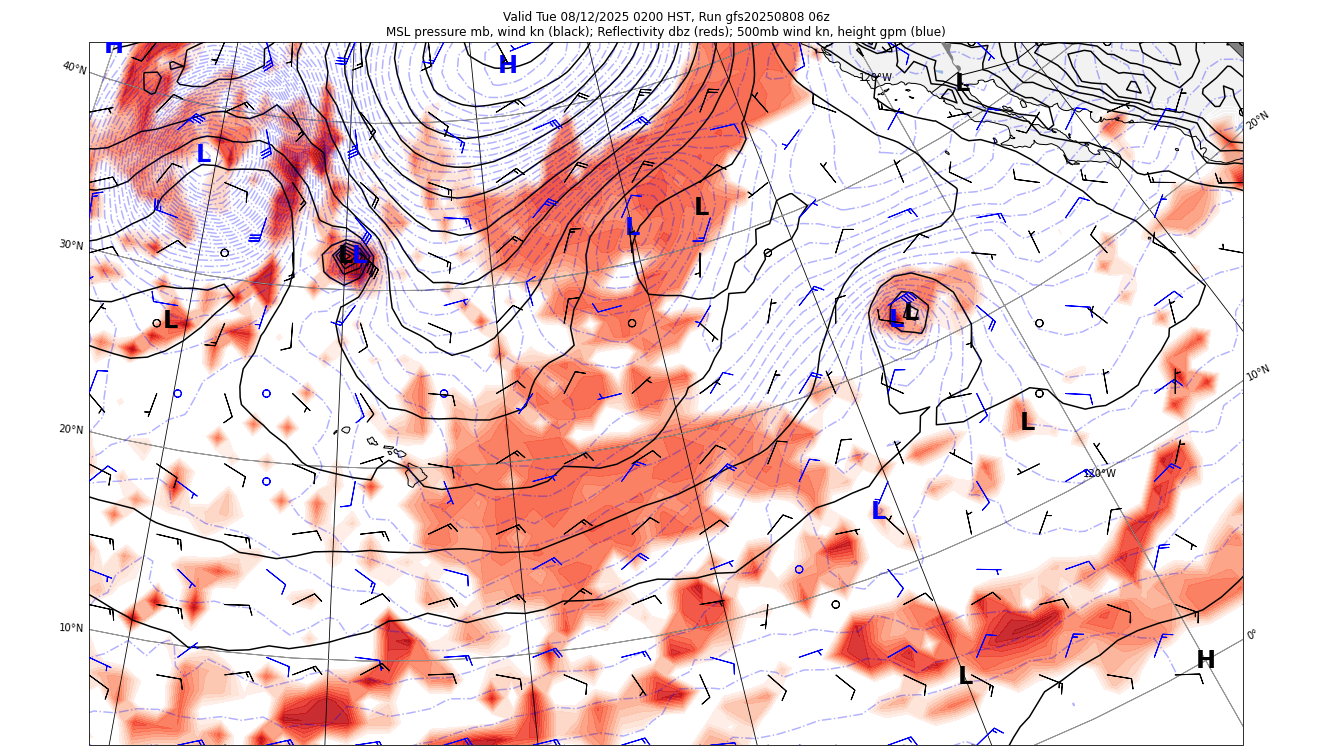 Valid Tue 08/12/2025 0200 HST, Run gfs20250808 06z
MSL pressure mb, wind kn (black); Reflectivity dbz (reds); 500mb wind kn, height gpm (blue)
H
H
40°N
120°W
L
20°N
L
L
L
30°N
L
L
L
L
L
10°N
20°N
L
120°W
L
10°N
0°
H
L